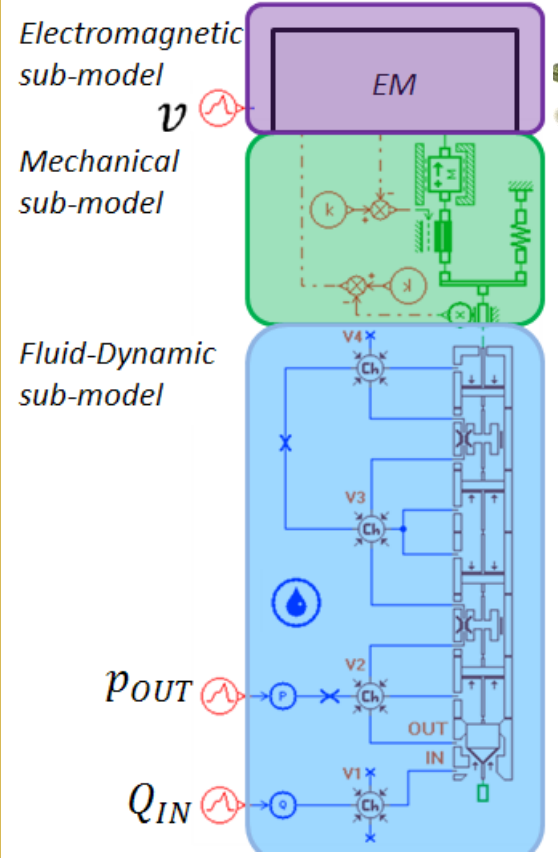 Electromagnetic
sub-model
EM
v
Mechanical
sub-model
M
k
+
-
k
+
-
x
Fluid-Dynamic
sub-model
V4
Ch
V3
Ch
V2
p_OUT
P
Ch
OUT
IN
V1
Q_IN
Q
Ch